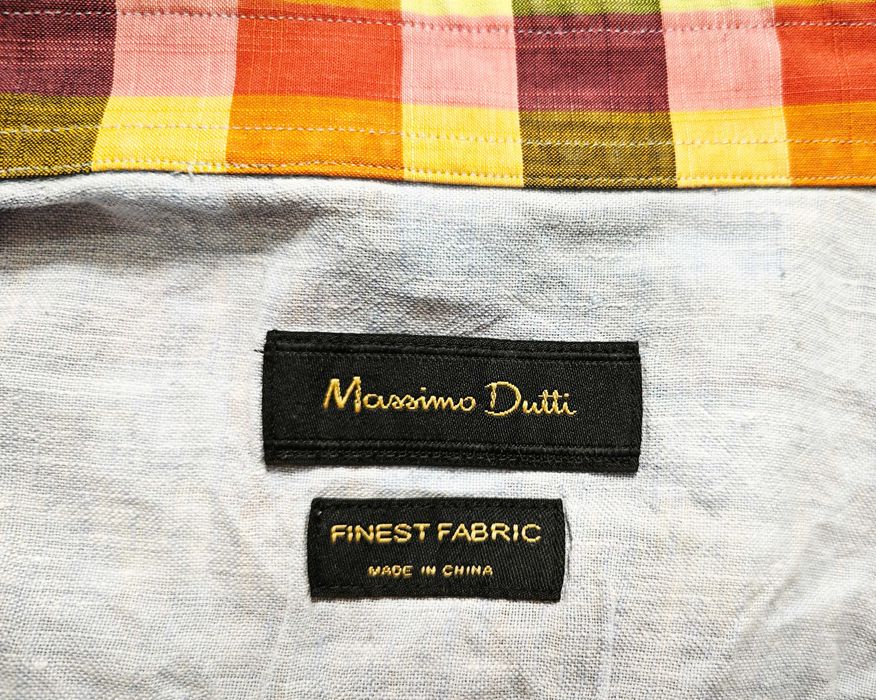 Massimo Dutti
FINEST FABRIC
MADE IN CHINA